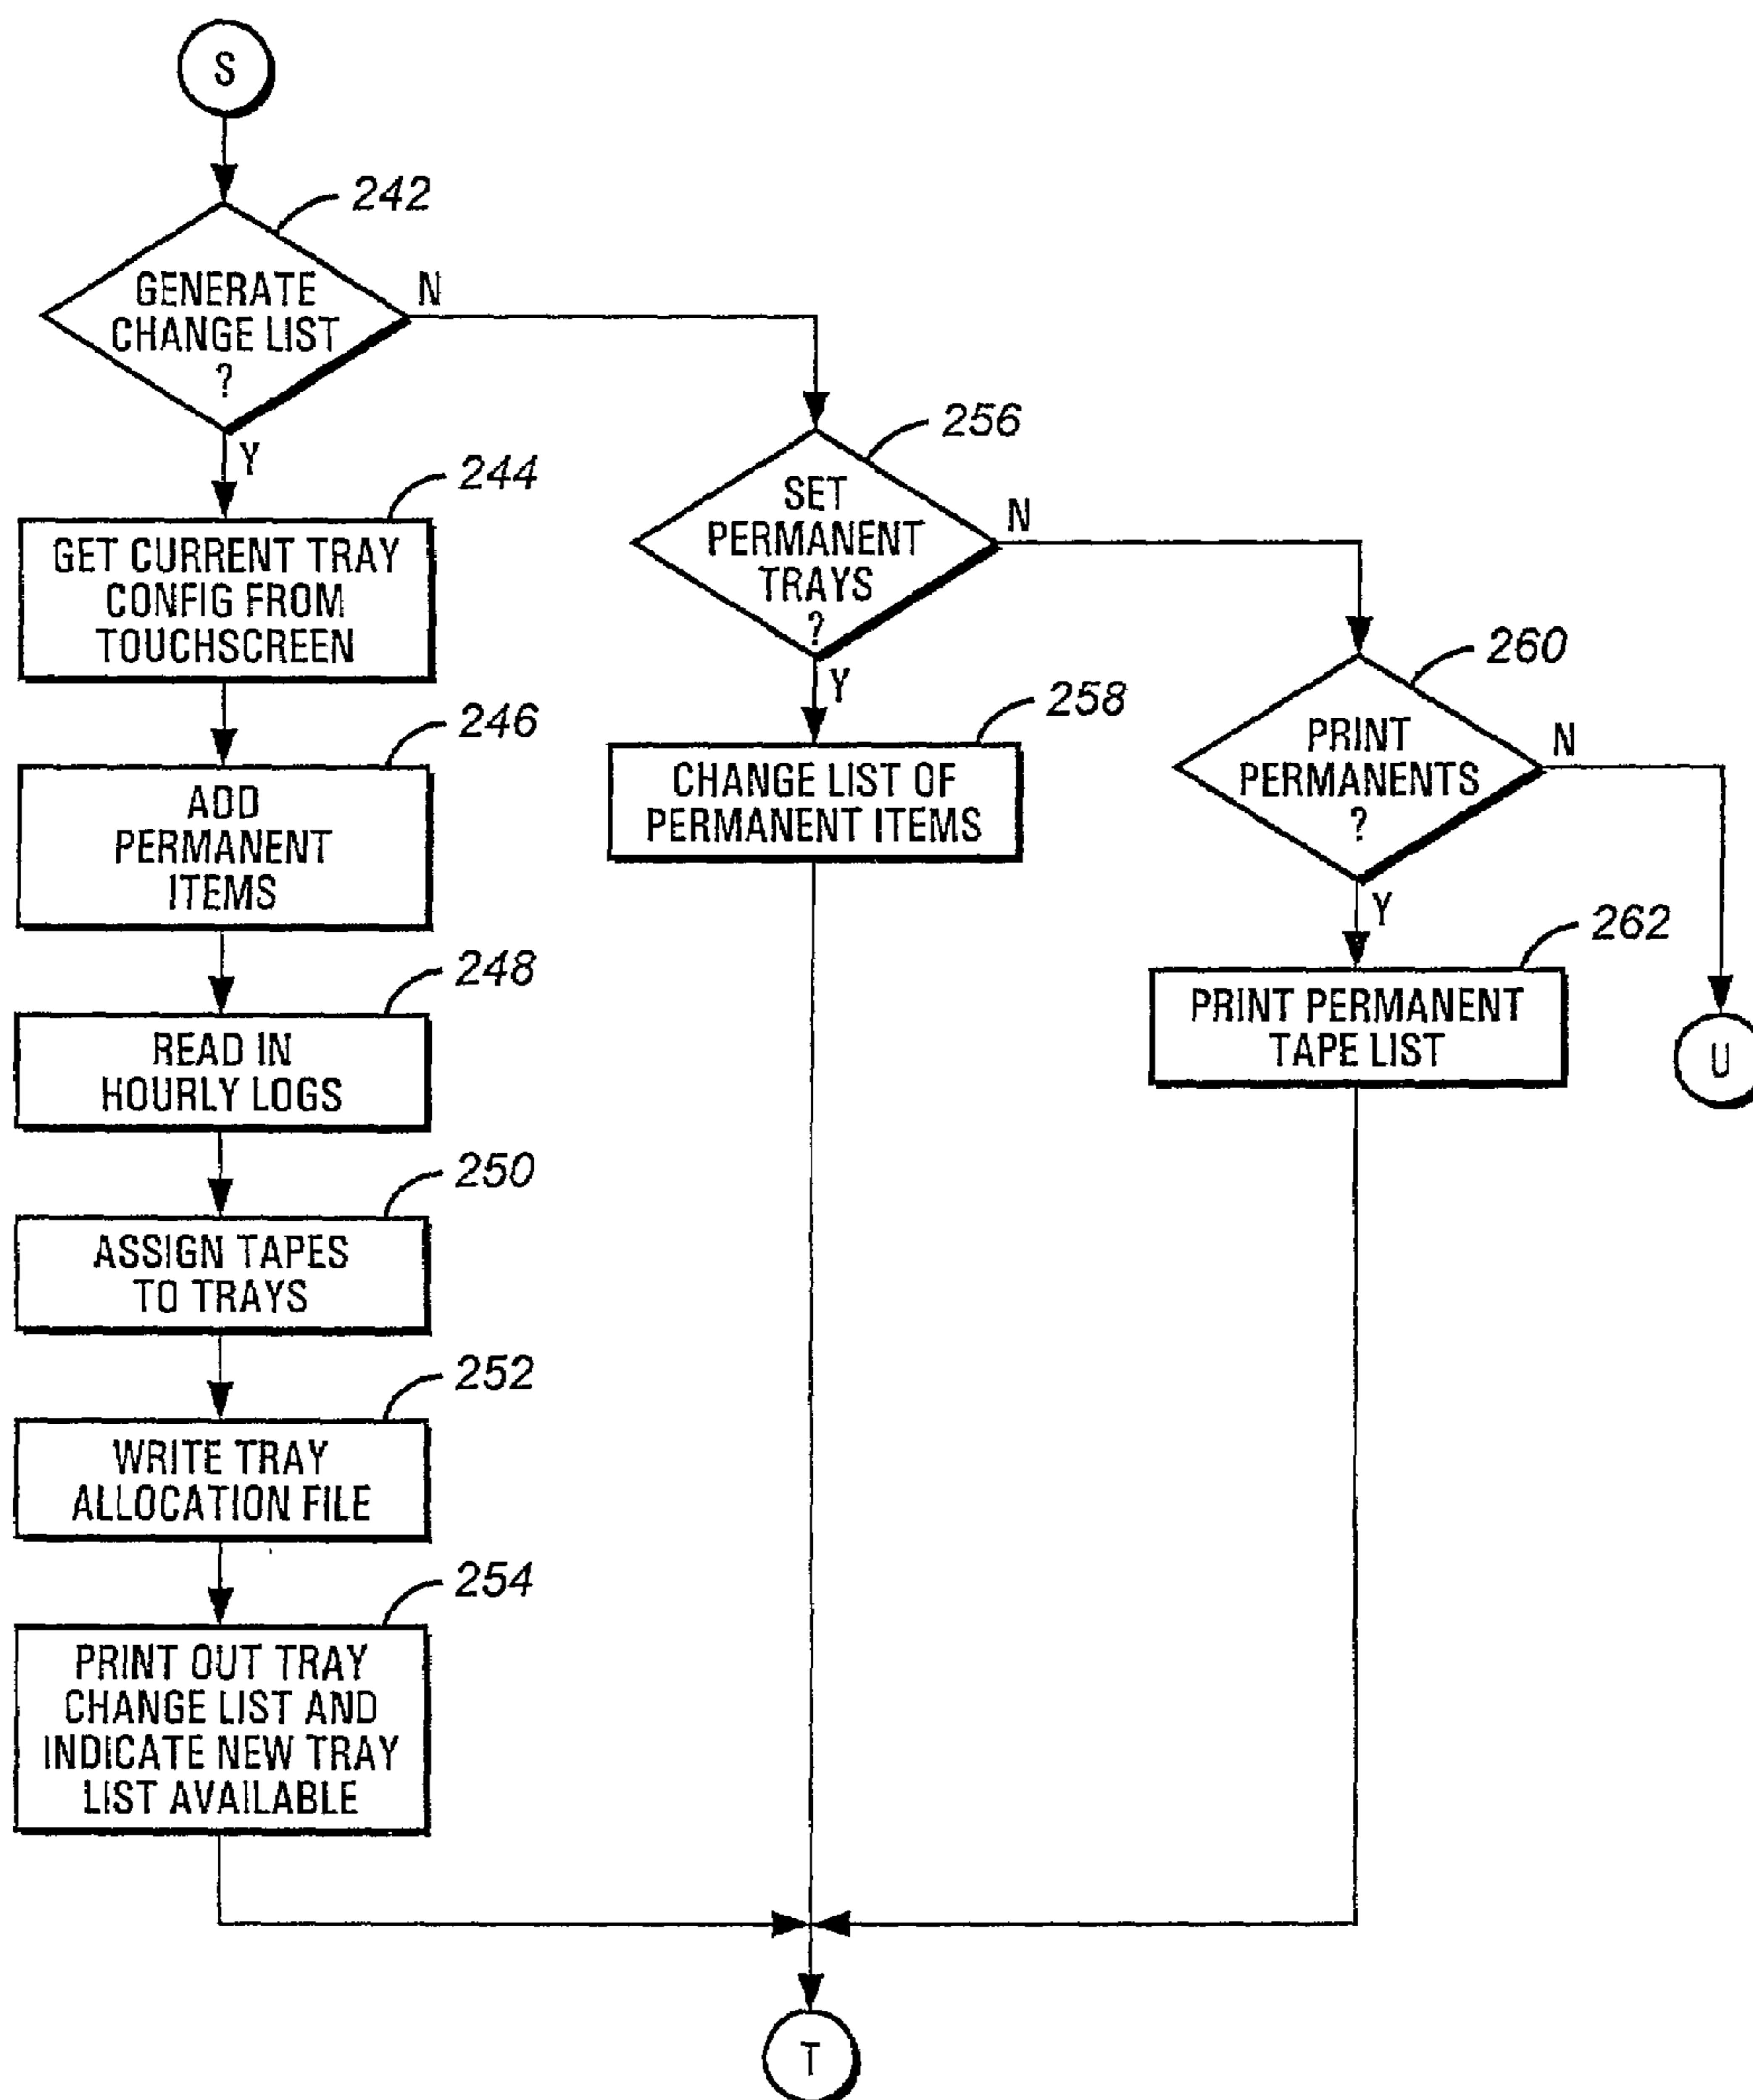 S
242
GENERATE
CHANGE LIST
?
N
Y
244
GET CURRENT TRAY
CONFIG FROM
TOUCHSCREEN
246
ADD
PERMANENT
ITEMS
248
READ IN
HOURLY LOGS
250
ASSIGN TAPES
TO TRAYS
252
WRITE TRAY
ALLOCATION FILE
254
PRINT OUT TRAY
CHANGE LIST AND
INDICATE NEW TRAY
LIST AVAILABLE
256
SET
PERMANENT
TRAYS
?
N
Y
258
CHANGE LIST OF
PERMANENT ITEMS
260
PRINT
PERMANENTS
?
N
Y
262
PRINT PERMANENT
TAPE LIST
U
T